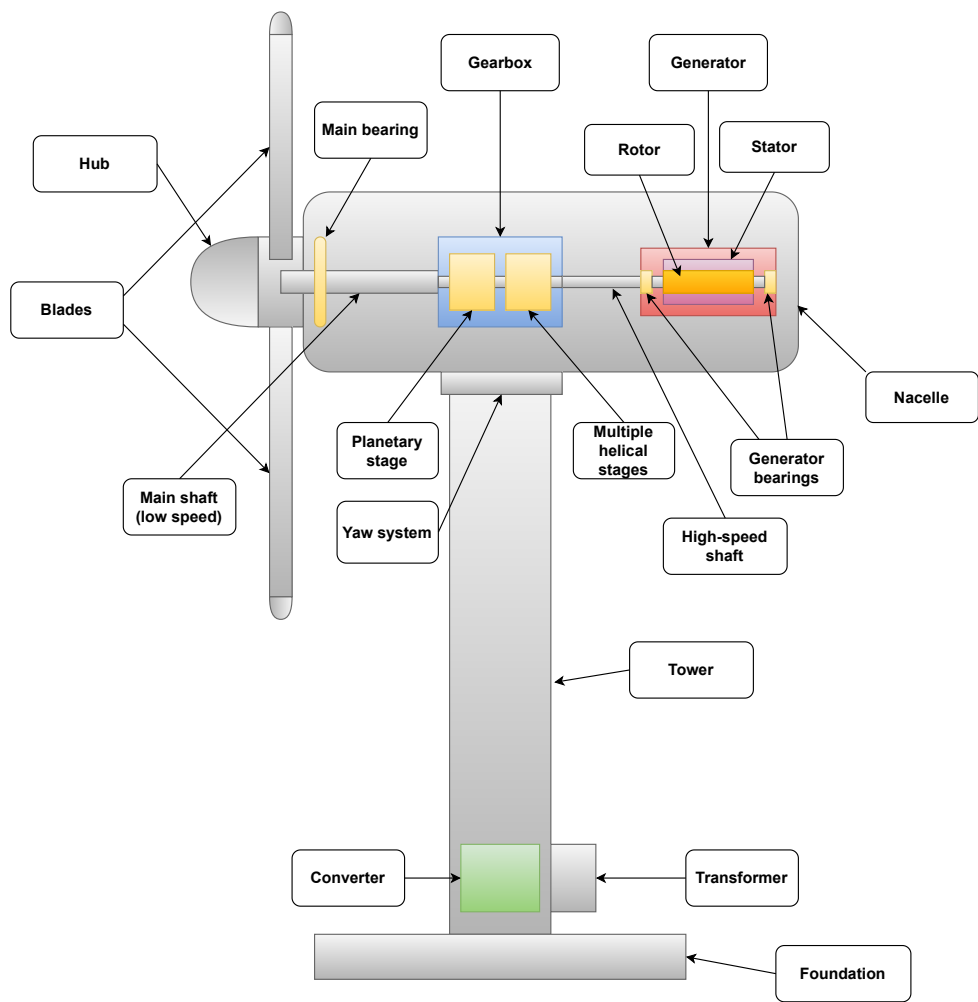 Gearbox
Generator
Main bearing
Hub
Rotor
Stator
Blades
Nacelle
Planetary
stage
Multiple
helical
stages
Generator
bearings
Main shaft
(low speed)
Yaw system
High-speed
shaft
Tower
Converter
Transformer
Foundation